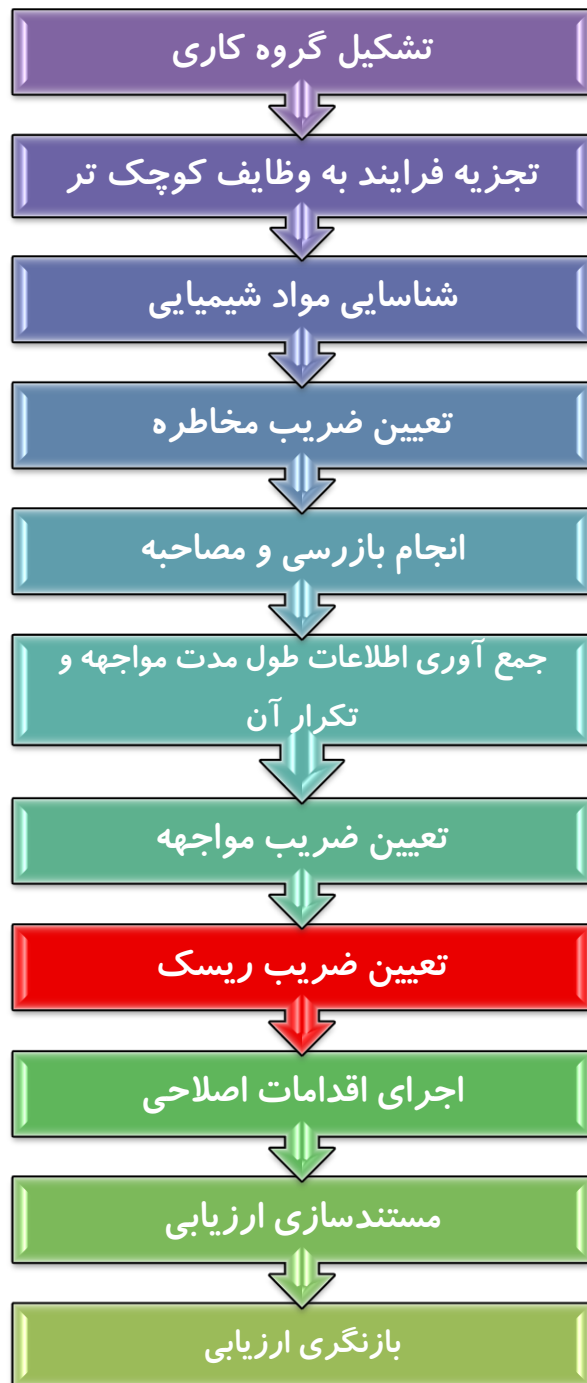 تشکیل گروه کاری
تجزیه فرایند به وظایف کوچک تر
شناسایی مواد شیمیایی
تعیین ضریب مخاطره
انجام بازرسی و مصاحبه
جمع آوری اطلاعات طول مدت مواجهه و
تکرار آن
تعیین ضریب مواجهه
تعیین ضریب ریسک
اجرای اقدامات اصلاحی
مستندسازی ارزیابی
بازنگری ارزیابی